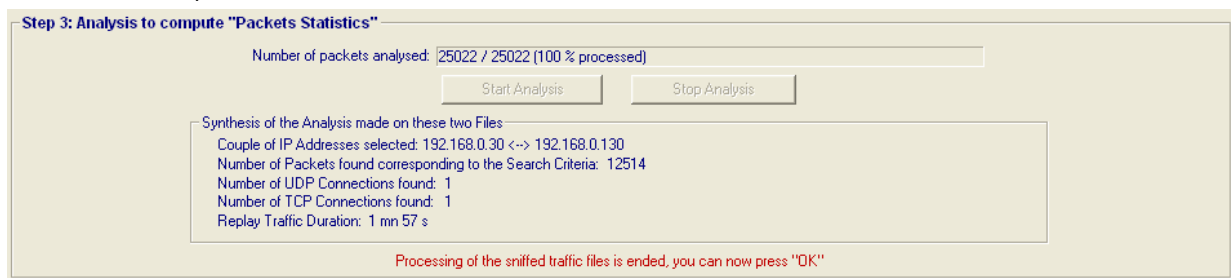 Step 3: Analysis to compute "Packets Statistics"
Number of packets analysed: 25022 / 25022 (100 % processed)
Start Analysis Stop Analysis
Synthesis of the Analysis made on these two Files
Couple of IP Addresses selected: 192.168.0.30 <--> 192.168.0.130
Number of Packets found corresponding to the Search Criteria: 12514
Number of UDP Connections found: 1
Number of TCP Connections found: 1
Replay Traffic Duration: 1 mn 57 s
Processing of the sniffed traffic files is ended, you can now press "OK"